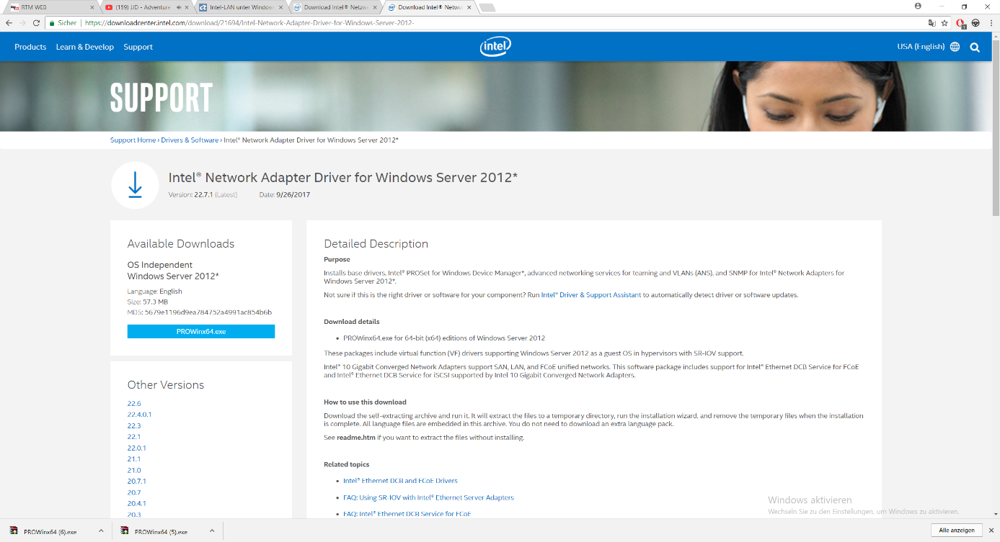 RTM WEB
(159) JJD - Adventure
Intel-LAN unter Window
Download Intel® Netzwe
Download Intel® Netwo
Sicher | https://downloadcenter.intel.com/download/21694/Intel-Network-Adapter-Driver-for-Windows-Server-2012-
1
Products Learn & Develop Support
intel
USA (English)
SUPPORT
Support Home › Drivers & Software › Intel® Network Adapter Driver for Windows Server 2012*
Intel® Network Adapter Driver for Windows Server 2012*
Version: 22.7.1 (Latest) Date: 9/26/2017
Available Downloads
OS Independent
Windows Server 2012*
Language: English
Size: 57.3 MB
MD5: 5679e1196d9ea784752a4991ac854b6b
PROWinx64.exe
Other Versions
22.6
22.4.0.1
22.3
22.1
22.0.1
21.1
21.0
20.7.1
20.7
20.4.1
20.3
Detailed Description
Purpose
Installs base drivers, Intel® PROSet for Windows Device Manager*, advanced networking services for teaming and VLANs (ANS), and SNMP for Intel® Network Adapters for
Windows Server 2012*.
Not sure if this is the right driver or software for your component? Run Intel® Driver & Support Assistant to automatically detect driver or software updates.
Download details
• PROWinx64.exe for 64-bit (x64) editions of Windows Server 2012
These packages include virtual function (VF) drivers supporting Windows Server 2012 as a guest OS in hypervisors with SR-IOV support.
Intel® 10 Gigabit Converged Network Adapters support SAN, LAN, and FCoE unified networks. This software package includes support for Intel® Ethernet DCB Service for FCoE
and Intel® Ethernet DCB Service for iSCSI supported by Intel 10 Gigabit Converged Network Adapters.
How to use this download
Download the self-extracting archive and run it. It will extract the files to a temporary directory, run the installation wizard, and remove the temporary files when the installation
is complete. All language files are embedded in this archive. You do not need to download an extra language pack.
See readme.htm if you want to extract the files without installing.
Related topics
• Intel® Ethernet DCB and FCoE Drivers
• FAQ: Using SR-IOV with Intel® Ethernet Server Adapters
• FAQ: Intel® Ethernet DCB Service for FCoE
Windows aktivieren
Wechseln Sie zu den Einstellungen, um Windows zu aktivieren.
PROWinx64 (6).exe
PROWinx64 (5).exe
Alle anzeigen